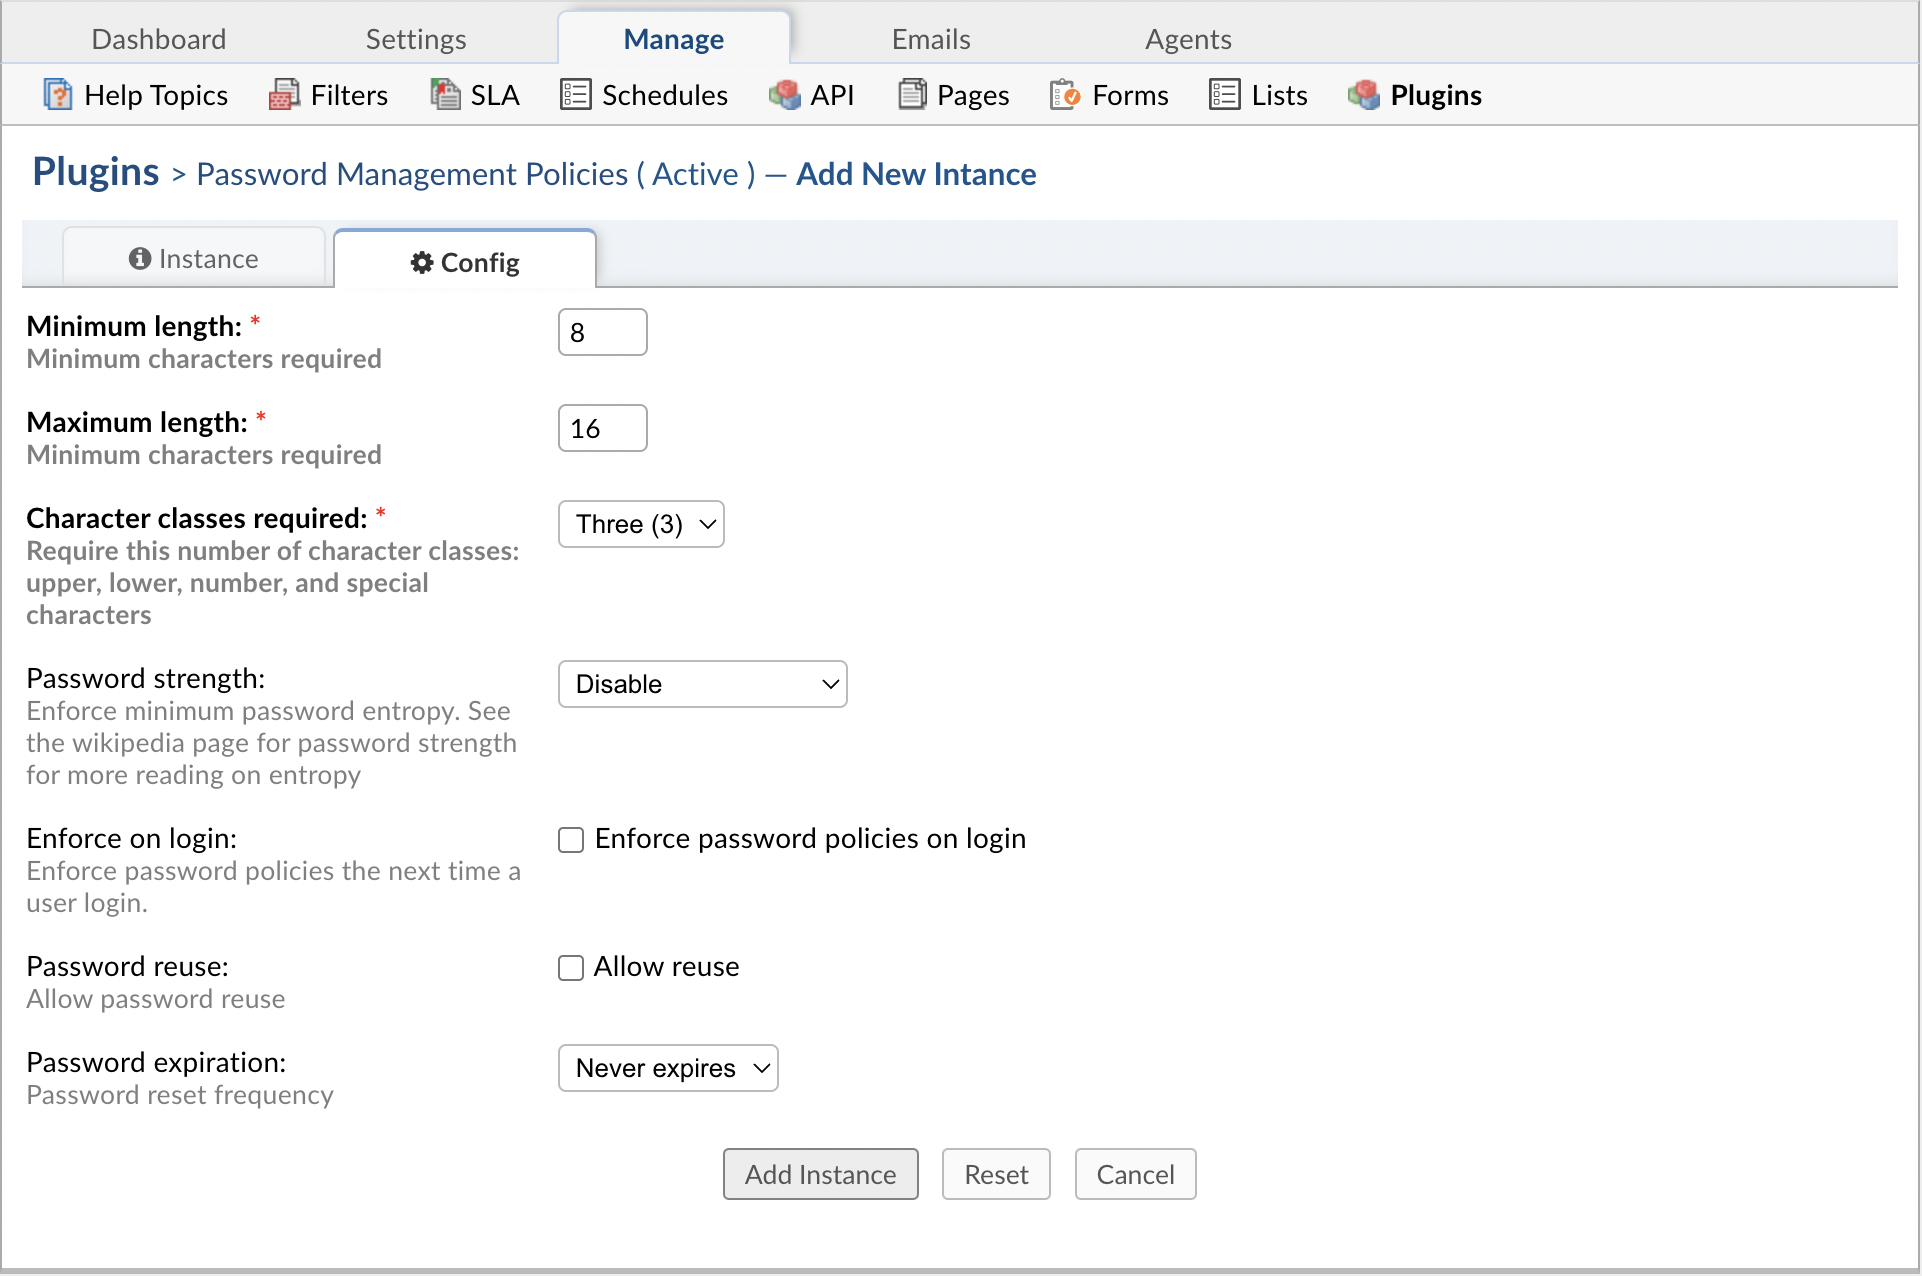 Dashboard Settings Manage Emails Agents
Help Topics Filters SLA Schedules API Pages Forms Lists Plugins
Plugins > Password Management Policies ( Active ) — Add New Intance
Instance Config
Minimum length: * 8
Minimum characters required
Maximum length: * 16
Minimum characters required
Character classes required: * Three (3)
Require this number of character classes:
upper, lower, number, and special
characters
Password strength: Disable
Enforce minimum password entropy. See
the wikipedia page for password strength
for more reading on entropy
Enforce on login: Enforce password policies on login
Enforce password policies the next time a
user login.
Password reuse: Allow reuse
Allow password reuse
Password expiration: Never expires
Password reset frequency
Add Instance Reset Cancel